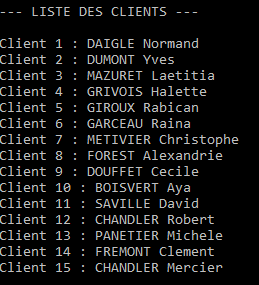 --- LISTE DES CLIENTS ---
Client 1 : DAIGLE Normand
Client 2 : DUMONT Yves
Client 3 : MAZURET Laetitia
Client 4 : GRIVOIS Halette
Client 5 : GIROUX Rabican
Client 6 : GARCEAU Raina
Client 7 : METIVIER Christophe
Client 8 : FOREST Alexandrie
Client 9 : DOUFFET Cecile
Client 10 : BOISVERT Aya
Client 11 : SAVILLE David
Client 12 : CHANDLER Robert
Client 13 : PANETIER Michele
Client 14 : FREMONT Clement
Client 15 : CHANDLER Mercier